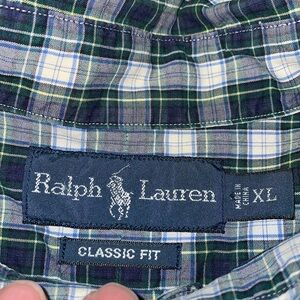 Ralph Lauren
MADE IN
CHINA
XL
CLASSIC FIT